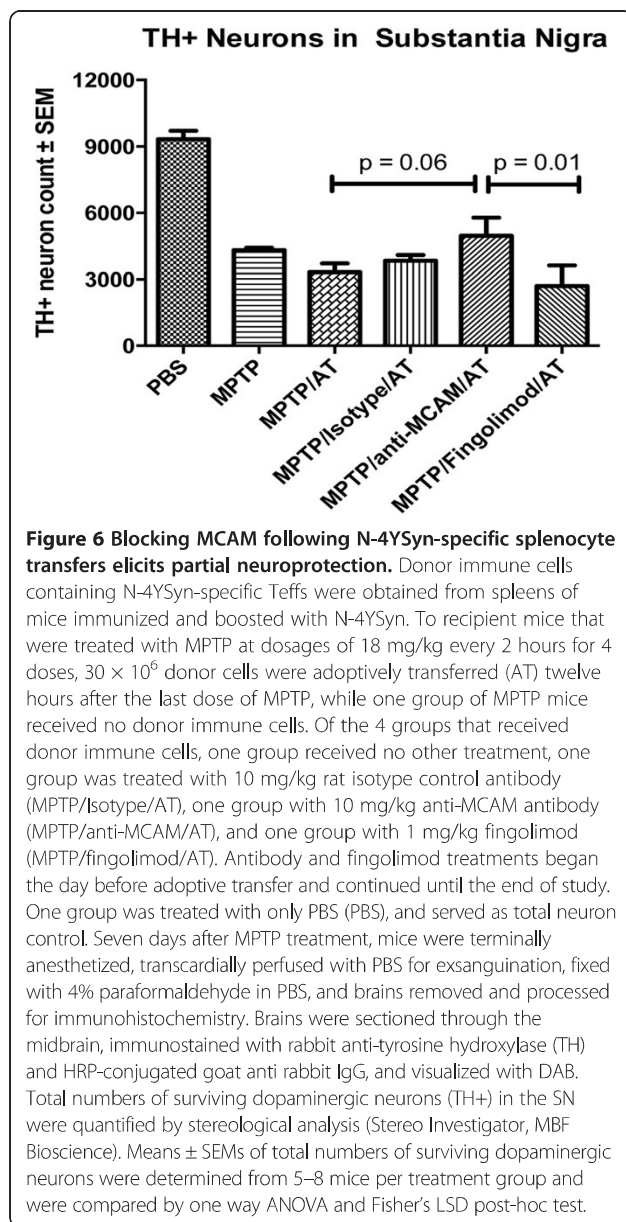 TH+ Neurons in Substantia Nigra
TH+ neuron count ± SEM
12000
9000
6000
3000
0
p = 0.06
p = 0.01
PBS
MPTP
MPTP/AT
MPTP/Isotype/AT
MPTP/anti-MCAM/AT
MPTP/Fingolimod/AT
Figure 6 Blocking MCAM following N-4YSyn-specific splenocyte
transfers elicits partial neuroprotection. Donor immune cells
containing N-4YSyn-specific Teffs were obtained from spleens of
mice immunized and boosted with N-4YSyn. To recipient mice that
were treated with MPTP at dosages of 18 mg/kg every 2 hours for 4
doses, 30 × 10⁶ donor cells were adoptively transferred (AT) twelve
hours after the last dose of MPTP, while one group of MPTP mice
received no donor immune cells. Of the 4 groups that received
donor immune cells, one group received no other treatment, one
group was treated with 10 mg/kg rat isotype control antibody
(MPTP/Isotype/AT), one group with 10 mg/kg anti-MCAM antibody
(MPTP/anti-MCAM/AT), and one group with 1 mg/kg fingolimod
(MPTP/fingolimod/AT). Antibody and fingolimod treatments began
the day before adoptive transfer and continued until the end of study.
One group was treated with only PBS (PBS), and served as total neuron
control. Seven days after MPTP treatment, mice were terminally
anesthetized, transcardially perfused with PBS for exsanguination, fixed
with 4% paraformaldehyde in PBS, and brains removed and processed
for immunohistochemistry. Brains were sectioned through the
midbrain, immunostained with rabbit anti-tyrosine hydroxylase (TH)
and HRP-conjugated goat anti rabbit IgG, and visualized with DAB.
Total numbers of surviving dopaminergic neurons (TH+) in the SN
were quantified by stereological analysis (Stereo Investigator, MBF
Bioscience). Means ± SEMs of total numbers of surviving dopaminergic
neurons were determined from 5–8 mice per treatment group and
were compared by one way ANOVA and Fisher's LSD post-hoc test.